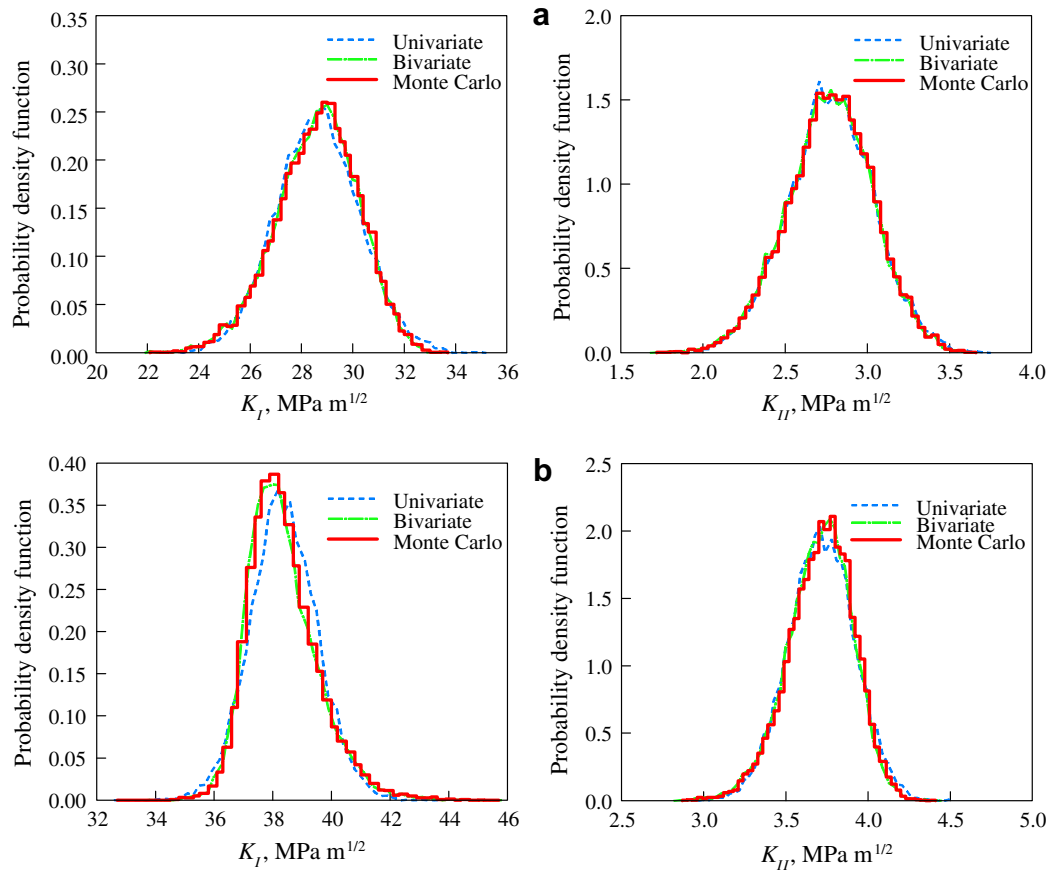 a
0.35
0.30
0.25
0.20
0.15
0.10
0.05
0.00
Probability density function
Univariate
Bivariate
Monte Carlo
20 22 24 26 28 30 32 34 36
K_I, MPa m^{1/2}
2.0
1.5
1.0
0.5
0.0
Probability density function
Univariate
Bivariate
Monte Carlo
1.5 2.0 2.5 3.0 3.5 4.0
K_{II}, MPa m^{1/2}
b
0.40
0.35
0.30
0.25
0.20
0.15
0.10
0.05
0.00
Probability density function
Univariate
Bivariate
Monte Carlo
32 34 36 38 40 42 44 46
K_I, MPa m^{1/2}
2.5
2.0
1.5
1.0
0.5
0.0
Probability density function
Univariate
Bivariate
Monte Carlo
2.5 3.0 3.5 4.0 4.5 5.0
K_{II}, MPa m^{1/2}